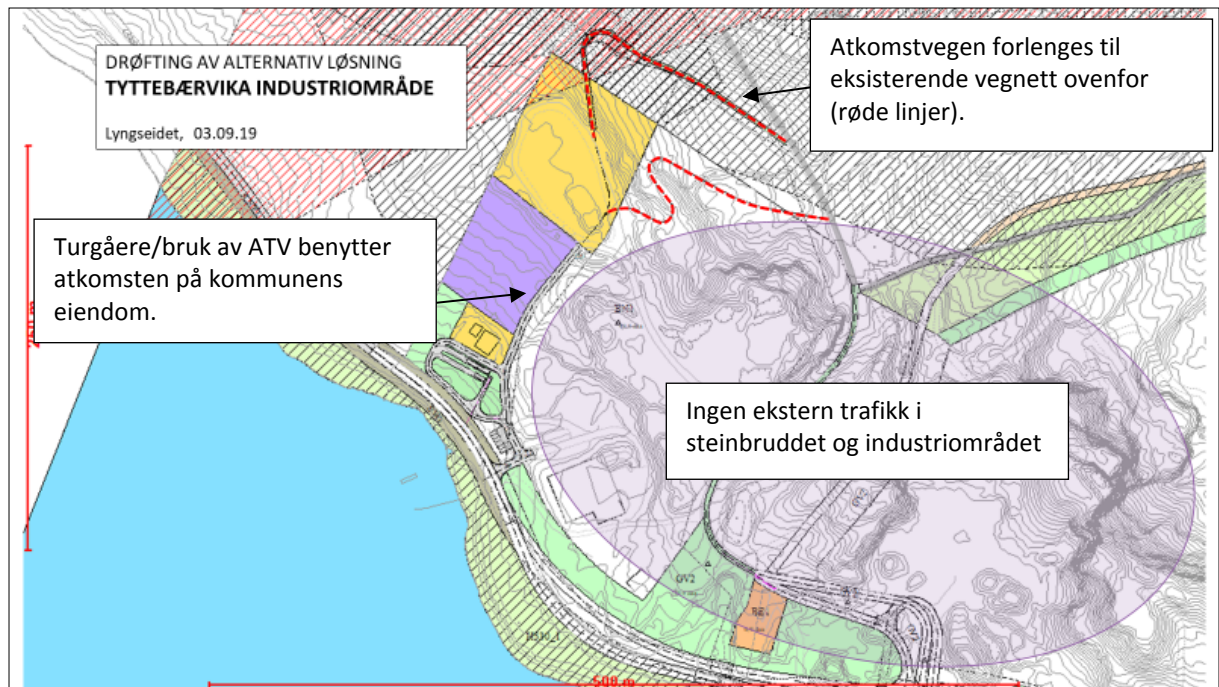 DRØFTING AV ALTERNATIV LØSNING
TYTTEBÆRVIKA INDUSTRIOMRÅDE
Lyngseidet, 03.09.19
Atkomstvegen forlenges til
eksisterende vegnett ovenfor
(røde linjer).
Turgåere/bruk av ATV benytter
atkomsten på kommunens
eiendom.
Ingen ekstern trafikk i
steinbruddet og industriområdet
GV2
500 m